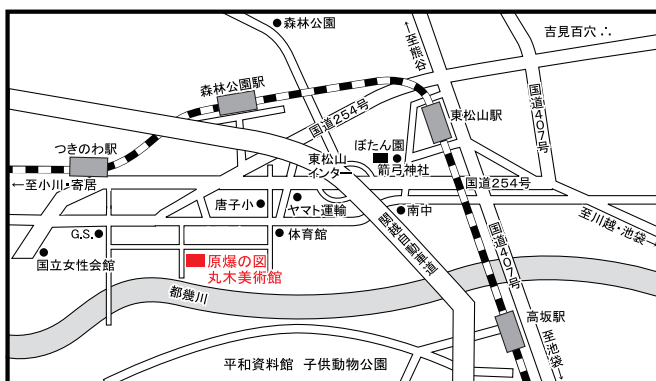 森林公園
←至熊谷
吉見百穴
森林公園駅
国道254号
国道407号
東松山駅
つきのわ駅
ぼたん園
東松山
インター
箭弓神社
←至小川・寄居
国道254号
唐子小
ヤマト運輸
南中
至川越・池袋→
G.S.
体育館
関越自動車道
国道407号
国立女性会館
原爆の図
丸木美術館
都幾川
高坂駅
至池袋→
平和資料館 子供動物公園